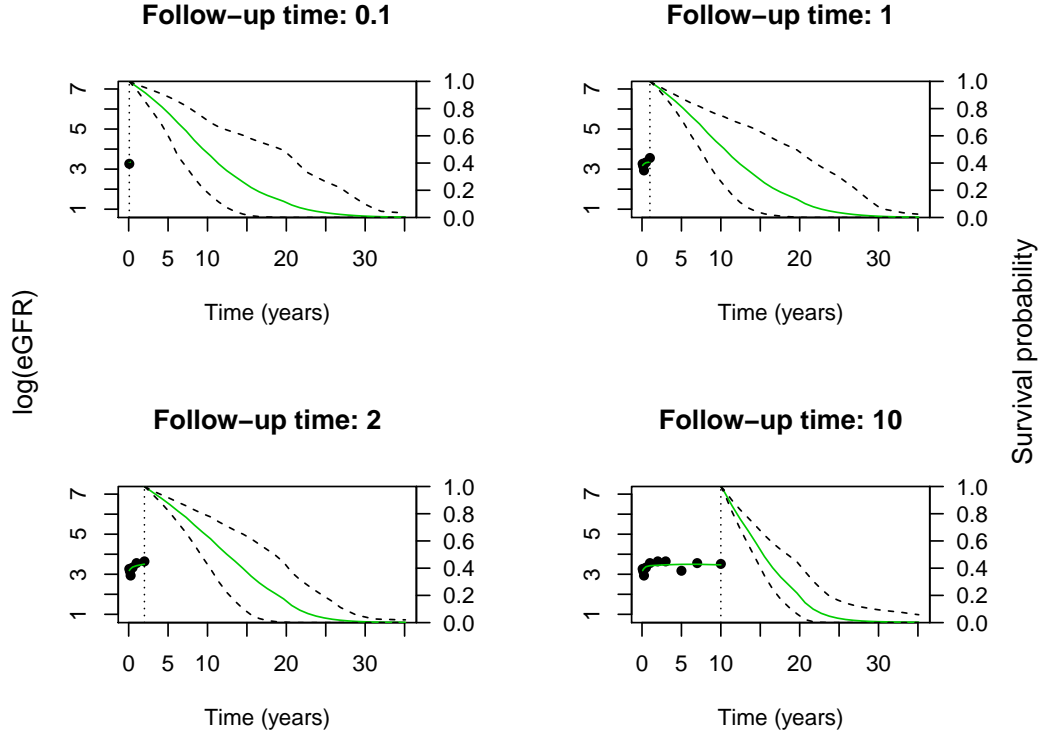 Follow−up time: 0.1
1 3 5 7
0.0 0.2 0.4 0.6 0.8 1.0
0 5 10 20 30
Time (years)
Follow−up time: 1
1 3 5 7
0.0 0.2 0.4 0.6 0.8 1.0
0 5 10 20 30
Time (years)
log(eGFR)
Survival probability
Follow−up time: 2
1 3 5 7
0.0 0.2 0.4 0.6 0.8 1.0
0 5 10 20 30
Time (years)
Follow−up time: 10
1 3 5 7
0.0 0.2 0.4 0.6 0.8 1.0
0 5 10 20 30
Time (years)